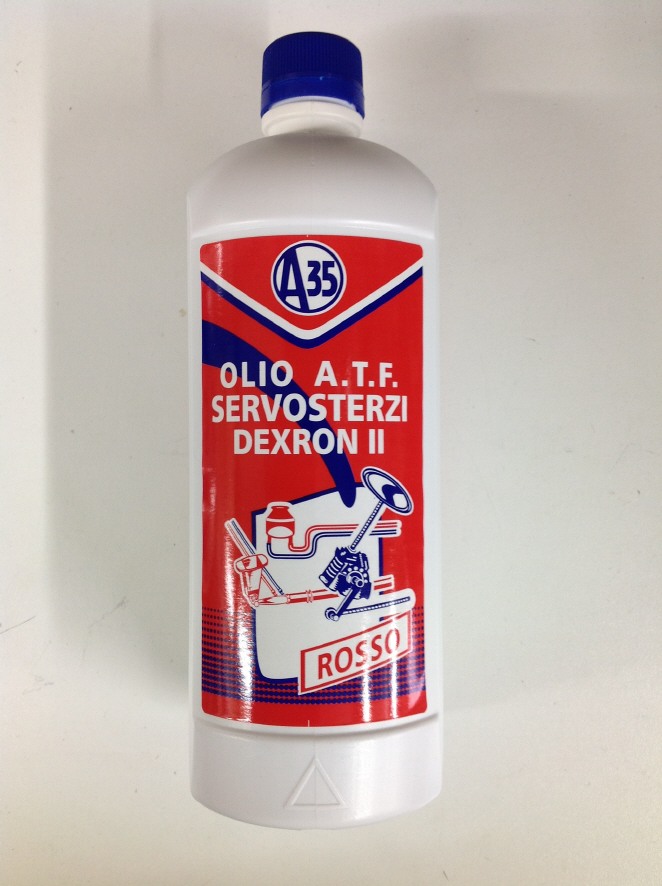 A35
OLIO A.T.F.
SERVOSTERZI
DEXRON II
ROSSO